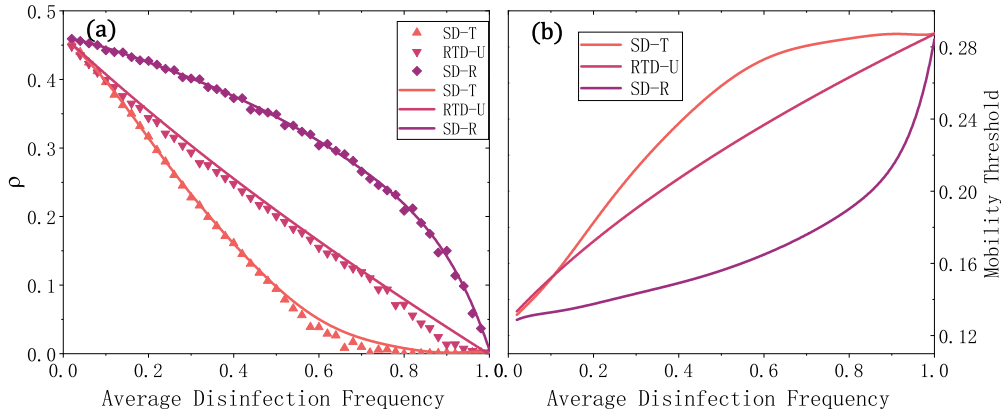 (a)
SD-T
RTD-U
SD-R
SD-T
RTD-U
SD-R
0.5
0.4
0.3
0.2
0.1
0.0
ρ
0.0 0.2 0.4 0.6 0.8 1.0
Average Disinfection Frequency
(b)
SD-T
RTD-U
SD-R
0.28
0.24
0.20
0.16
0.12
Mobility Threshold
0.0 0.2 0.4 0.6 0.8 1.0
Average Disinfection Frequency